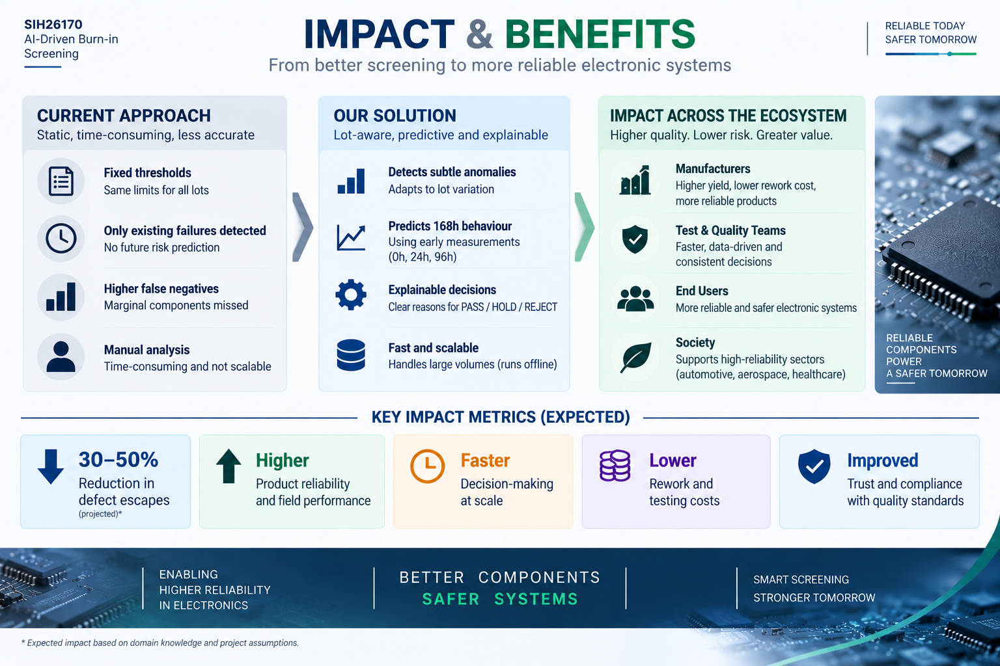 SIH26170
AI-Driven Burn-in
Screening
IMPACT & BENEFITS
From better screening to more reliable electronic systems
RELIABLE TODAY
SAFER TOMORROW
CURRENT APPROACH
Static, time-consuming, less accurate
Fixed thresholds
Same limits for all lots
Only existing failures detected
No future risk prediction
Higher false negatives
Marginal components missed
Manual analysis
Time-consuming and not scalable
OUR SOLUTION
Lot-aware, predictive and explainable
Detects subtle anomalies
Adapts to lot variation
Predicts 168h behaviour
Using early measurements
(0h, 24h, 96h)
Explainable decisions
Clear reasons for PASS / HOLD / REJECT
Fast and scalable
Handles large volumes (runs offline)
IMPACT ACROSS THE ECOSYSTEM
Higher quality. Lower risk. Greater value.
Manufacturers
Higher yield, lower rework cost,
more reliable products
Test & Quality Teams
Faster, data-driven and
consistent decisions
End Users
More reliable and safer electronic systems
Society
Supports high-reliability sectors
(automotive, aerospace, healthcare)
RELIABLE
COMPONENTS
POWER
A SAFER TOMORROW
KEY IMPACT METRICS (EXPECTED)
30–50%
Reduction in
defect escapes
(projected)*
Higher
Product reliability
and field performance
Faster
Decision-making
at scale
Lower
Rework and
testing costs
Improved
Trust and compliance
with quality standards
ENABLING
HIGHER RELIABILITY
IN ELECTRONICS
BETTER COMPONENTS
SAFER SYSTEMS
SMART SCREENING
STRONGER TOMORROW
* Expected impact based on domain knowledge and project assumptions.